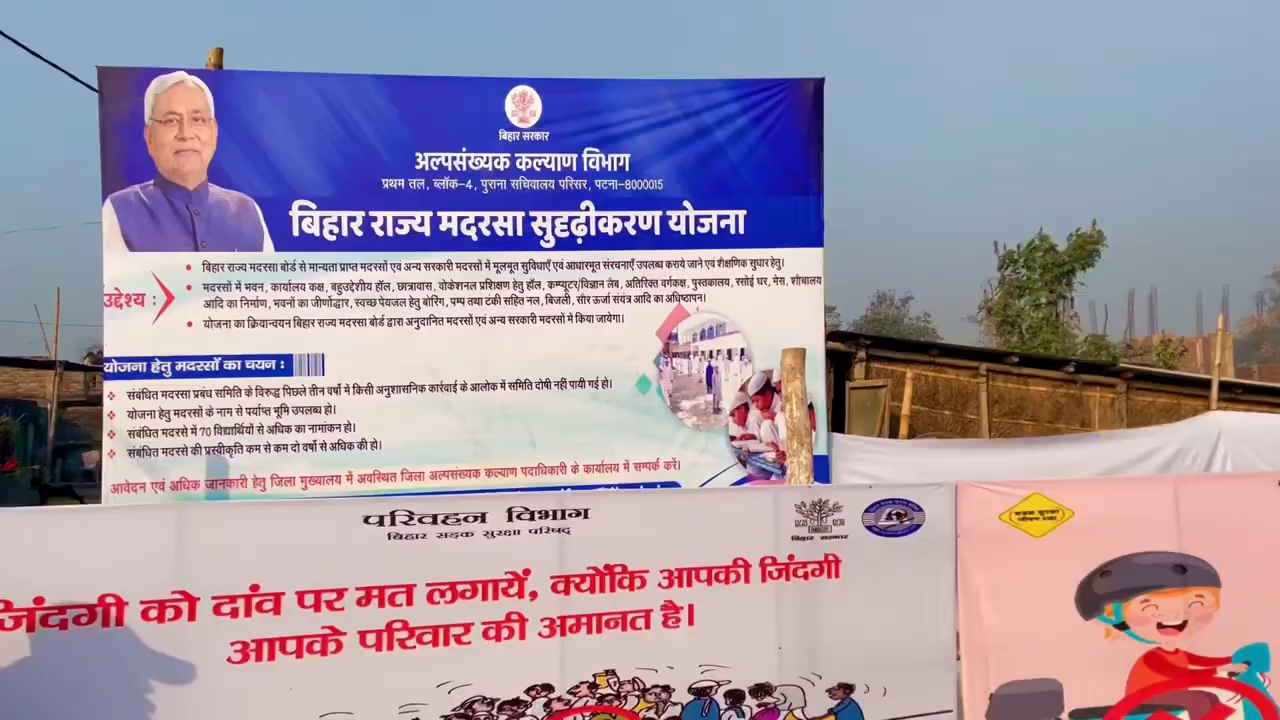 बिहार सरकार
अल्पसंख्यक कल्याण विभाग
प्रथम तल, ब्लॉक-4, पुराना सचिवालय परिसर, पटना-8000015
बिहार राज्य मदरसा सुदृढ़ीकरण योजना
उद्देश्य :
बिहार राज्य मदरसा बोर्ड से मान्यता प्राप्त मदरसों एवं अन्य सरकारी मदरसों में मूलभूत सुविधाएँ एवं आधारभूत संरचनाएँ उपलब्ध कराये जाने एवं शैक्षणिक सुधार हेतु।
मदरसों में भवन, कार्यालय कक्ष, बहुउद्देशीय हॉल, छात्रावास, वोकेशनल प्रशिक्षण हेतु हॉल, कम्प्यूटर/विज्ञान लैब, अतिरिक्त वर्गकक्ष, पुस्तकालय, रसोई घर, मेस, शौचालय
आदि का निर्माण, भवनों का जीर्णोद्धार, स्वच्छ पेयजल हेतु बोरिंग, पम्प तथा टंकी सहित नल, बिजली, सौर ऊर्जा संयंत्र आदि का अधिष्ठापन।
योजना का क्रियान्वयन बिहार राज्य मदरसा बोर्ड द्वारा अनुदानित मदरसों एवं अन्य सरकारी मदरसों में किया जायेगा।
योजना हेतु मदरसों का चयन :
संबंधित मदरसा प्रबंध समिति के विरुद्ध पिछले तीन वर्षों में किसी अनुशासनिक कार्रवाई के आलोक में समिति दोषी नहीं पायी गई हो।
योजना हेतु मदरसों के नाम से पर्याप्त भूमि उपलब्ध हो।
संबंधित मदरसे में 70 विद्यार्थियों से अधिक का नामांकन हो।
संबंधित मदरसे की प्रस्वीकृति कम से कम दो वर्षों से अधिक की हो।
आवेदन एवं अधिक जानकारी हेतु जिला मुख्यालय में अवस्थित जिला अल्पसंख्यक कल्याण पदाधिकारी के कार्यालय में सम्पर्क करें।
परिवहन विभाग
बिहार सड़क सुरक्षा परिषद्
बिहार सरकार
जिंदगी को दांव पर मत लगायें, क्योंकि आपकी जिंदगी
आपके परिवार की अमानत है।
सड़क सुरक्षा
जीवन रक्षा